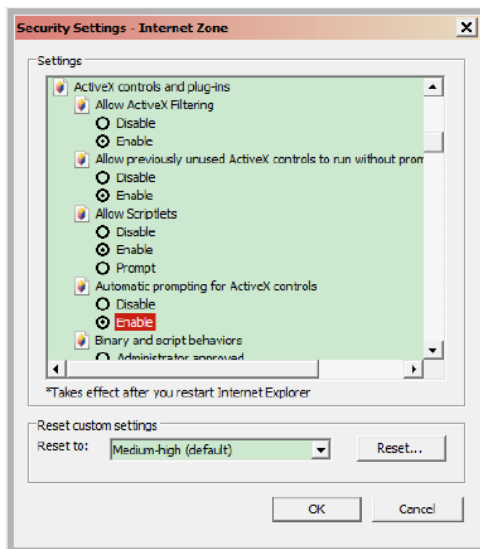 Security Settings - Internet Zone
Settings
ActiveX controls and plug-ins
Allow ActiveX Filtering
Disable
Enable
Allow previously unused ActiveX controls to run without prom
Disable
Enable
Allow Scriptlets
Disable
Enable
Prompt
Automatic prompting for ActiveX controls
Disable
Enable
Binary and script behaviors
Administrator approved
*Takes effect after you restart Internet Explorer
Reset custom settings
Reset to:
Medium-high (default)
Reset...
OK
Cancel